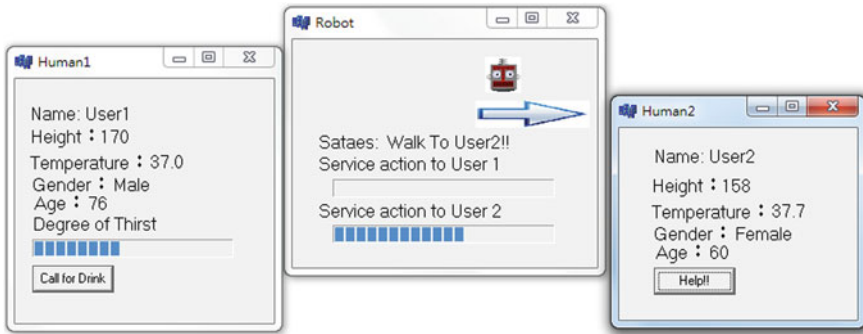 Human1
Name: User1
Height：170
Temperature：37.0
Gender：Male
Age：76
Degree of Thirst
Call for Drink
Robot
Sataes: Walk To User2!!
Service action to User 1
Service action to User 2
Human2
Name: User2
Height：158
Temperature：37.7
Gender：Female
Age：60
Help!!